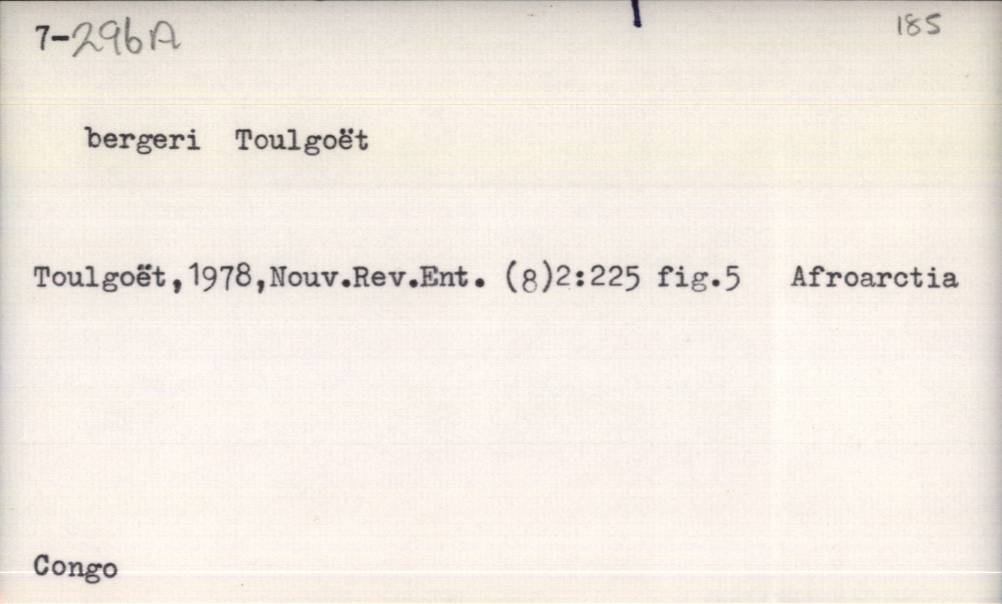 7-296A 185
bergeri Toulgoët
Toulgoët,1978,Nouv.Rev.Ent. (8)2:225 fig.5 Afroarctia
Congo